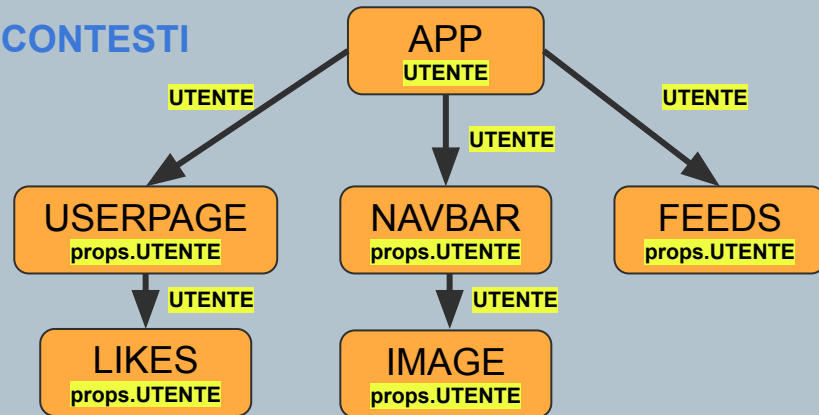 CONTESTI
APP
UTENTE
UTENTE
UTENTE
UTENTE
USERPAGE
props.UTENTE
NAVBAR
props.UTENTE
FEEDS
props.UTENTE
UTENTE
UTENTE
LIKES
props.UTENTE
IMAGE
props.UTENTE